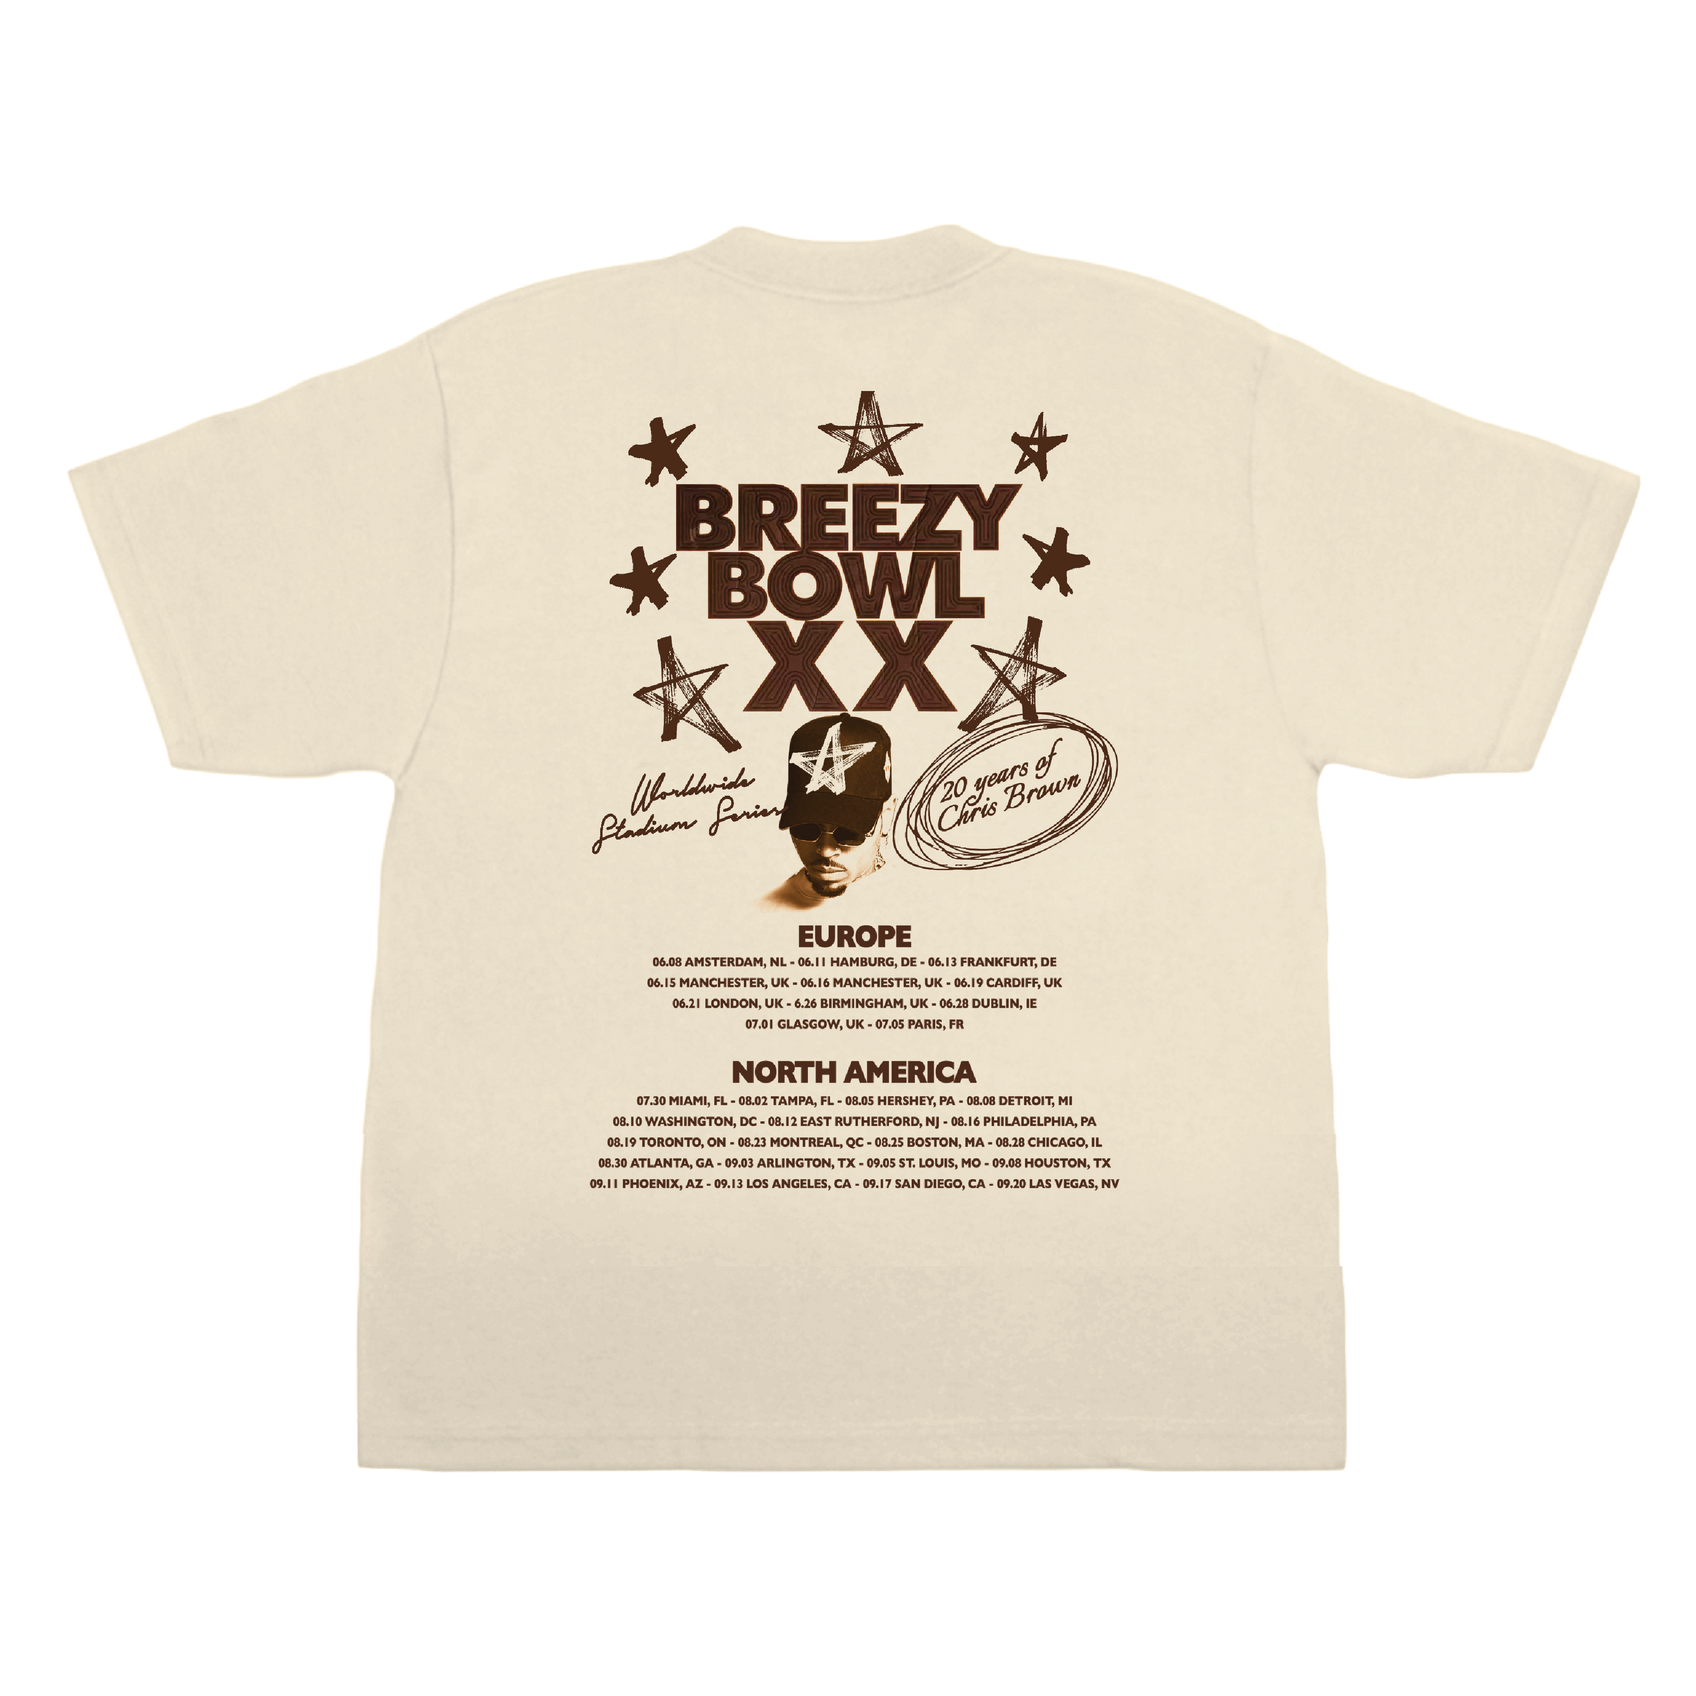 BREEZY
BOWL
XX
Worldwide
Stadium Series
20 years of
Chris Brown
EUROPE
06.08 AMSTERDAM, NL - 06.11 HAMBURG, DE - 06.13 FRANKFURT, DE
06.15 MANCHESTER, UK - 06.16 MANCHESTER, UK - 06.19 CARDIFF, UK
06.21 LONDON, UK - 6.26 BIRMINGHAM, UK - 06.28 DUBLIN, IE
07.01 GLASGOW, UK - 07.05 PARIS, FR
NORTH AMERICA
07.30 MIAMI, FL - 08.02 TAMPA, FL - 08.05 HERSHEY, PA - 08.08 DETROIT, MI
08.10 WASHINGTON, DC - 08.12 EAST RUTHERFORD, NJ - 08.16 PHILADELPHIA, PA
08.19 TORONTO, ON - 08.23 MONTREAL, QC - 08.25 BOSTON, MA - 08.28 CHICAGO, IL
08.30 ATLANTA, GA - 09.03 ARLINGTON, TX - 09.05 ST. LOUIS, MO - 09.08 HOUSTON, TX
09.11 PHOENIX, AZ - 09.13 LOS ANGELES, CA - 09.17 SAN DIEGO, CA - 09.20 LAS VEGAS, NV